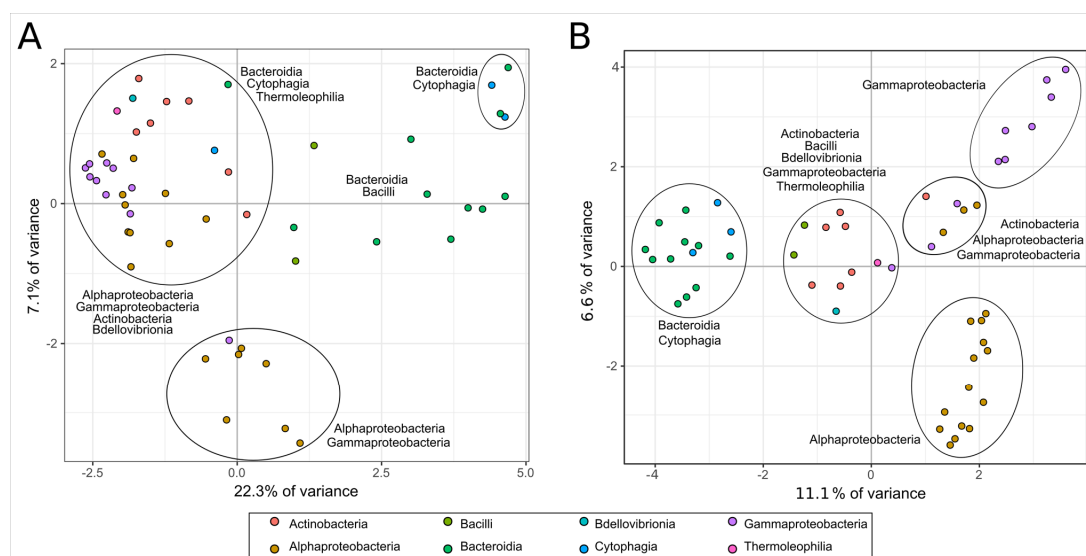 A
2
0
-2
-2.5
0.0
2.5
5.0
7.1% of variance
22.3% of variance
Bacteroidia
Cytophagia
Thermoleophilia
Bacteroidia
Cytophagia
Bacteroidia
Bacilli
Alphaproteobacteria
Gammaproteobacteria
Actinobacteria
Bdellovibrionia
Alphaproteobacteria
Gammaproteobacteria
B
4
2
0
-2
-4
-2
0
2
4
6.6% of variance
11.1% of variance
Gammaproteobacteria
Actinobacteria
Bacilli
Bdellovibrionia
Gammaproteobacteria
Thermoleophilia
Actinobacteria
Alphaproteobacteria
Gammaproteobacteria
Bacteroidia
Cytophagia
Alphaproteobacteria
Actinobacteria Bacilli Bdellovibrionia Gammaproteobacteria
Alphaproteobacteria Bacteroidia Cytophagia Thermoleophilia